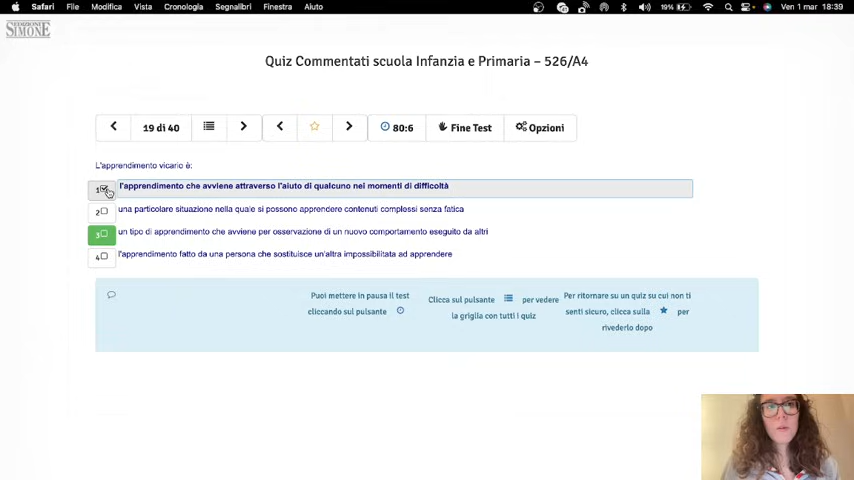 Safari File Modifica Vista Cronologia Segnalibri Finestra Aiuto 19% Ven 1 mar 18:39
EDIZIONI
SIMONE
Quiz Commentati scuola Infanzia e Primaria – 526/A4
19 di 40 80:6 Fine Test Opzioni
L'apprendimento vicario è:
1 l'apprendimento che avviene attraverso l'aiuto di qualcuno nei momenti di difficoltà
2 una particolare situazione nella quale si possono apprendere contenuti complessi senza fatica
3 un tipo di apprendimento che avviene per osservazione di un nuovo comportamento eseguito da altri
4 l'apprendimento fatto da una persona che sostituisce un'altra impossibilitata ad apprendere
Puoi mettere in pausa il test
cliccando sul pulsante
Clicca sul pulsante per vedere
la griglia con tutti i quiz
Per ritornare su un quiz su cui non ti
senti sicuro, clicca sulla per
rivederlo dopo